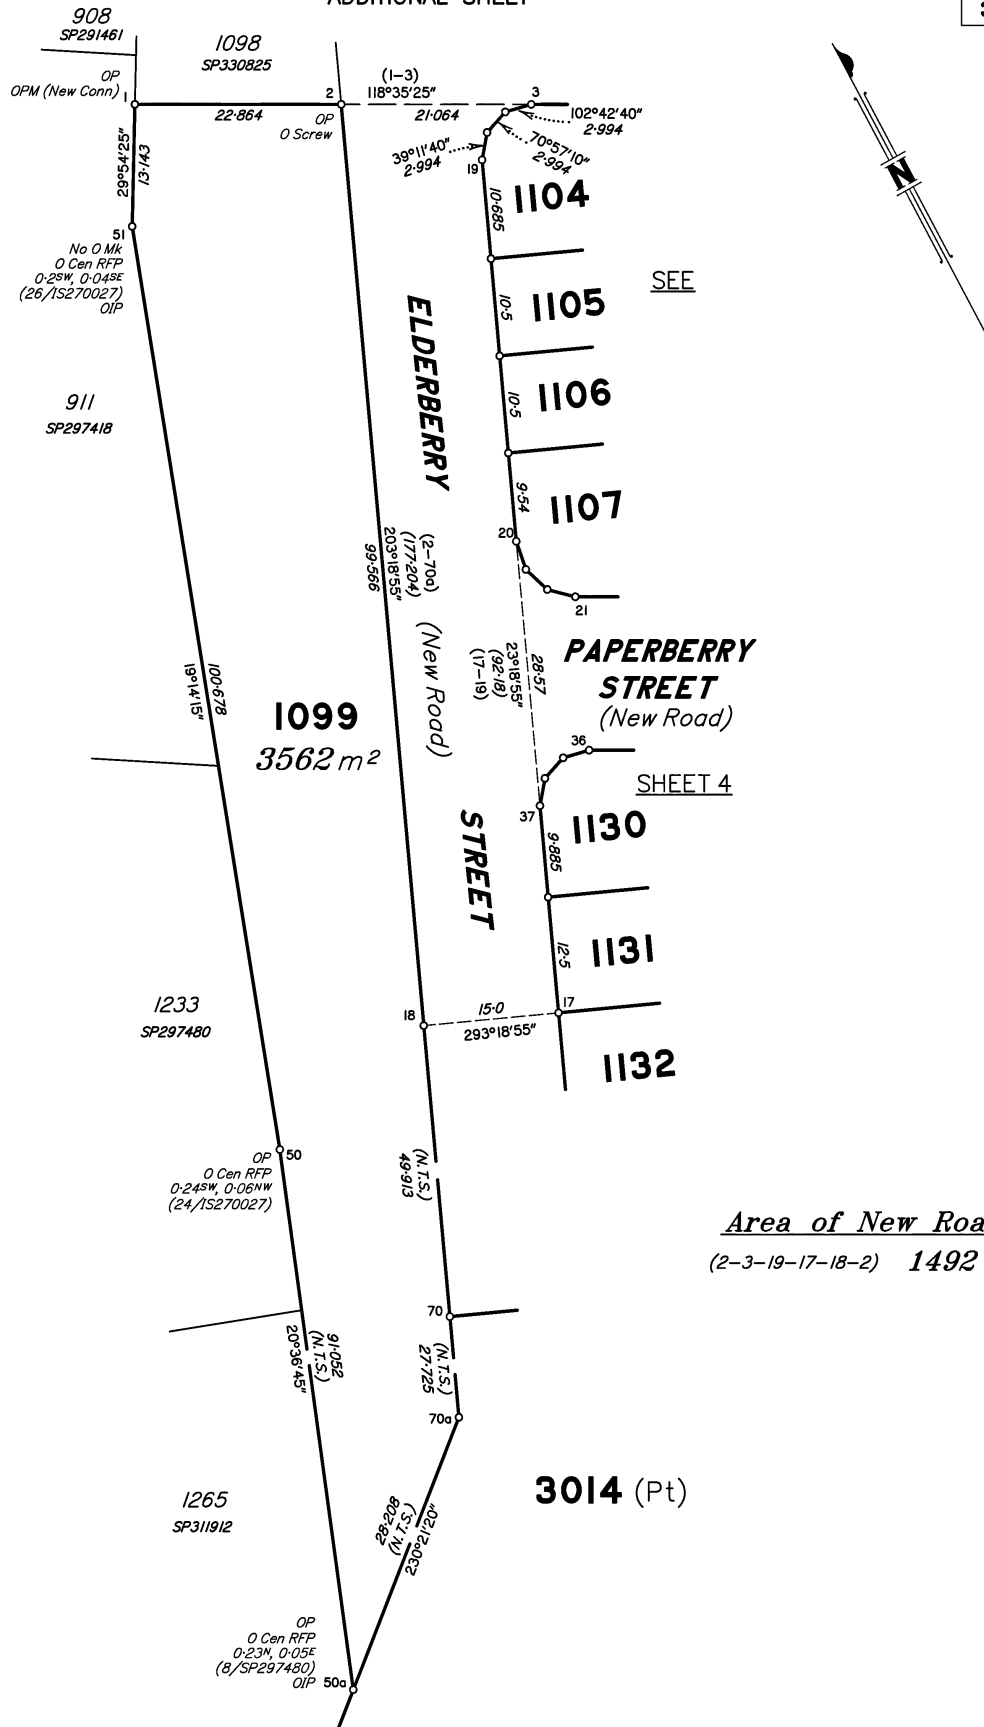 ADDITIONAL SHEET
908
SP291461
1098
SP330825
OP
OPM (New Conn)
1
2
(1-3)
118°35'25"
3
22·864
OP
O Screw
21·064
102°42'40"
2·994
70°57'10"
2·994
39°11'40"
2·994
19
29°54'25"
13·143
N
10·685
1104
51
No O Mk
O Cen RFP
0·2SW, 0·04SE
(26/IS270027)
OIP
SEE
10·5
1105
911
SP297418
10·5
1106
ELDERBERRY
9·54
1107
20
(2-70a)
(177·204)
203°18'55"
99·566
21
(New Road)
28·57
23°18'55"
(92·18)
(17-19)
PAPERBERRY
STREET
(New Road)
100·678
19°14'15"
1099
3562 m²
36
SHEET 4
37
1130
9·885
STREET
1131
12·5
1233
SP297480
18
15·0
293°18'55"
17
1132
50
OP
O Cen RFP
0·24SW, 0·06NW
(24/IS270027)
(N.T.S.)
49·913
Area of New Roa
(2-3-19-17-18-2) 1492
70
91·052
(N.T.S.)
20°36'45"
(N.T.S.)
27·725
70a
1265
SP311912
3014 (Pt)
28·208
(N.T.S.)
230°21'20"
OP
O Cen RFP
0·23N, 0·05E
(8/SP297480)
OIP
50a